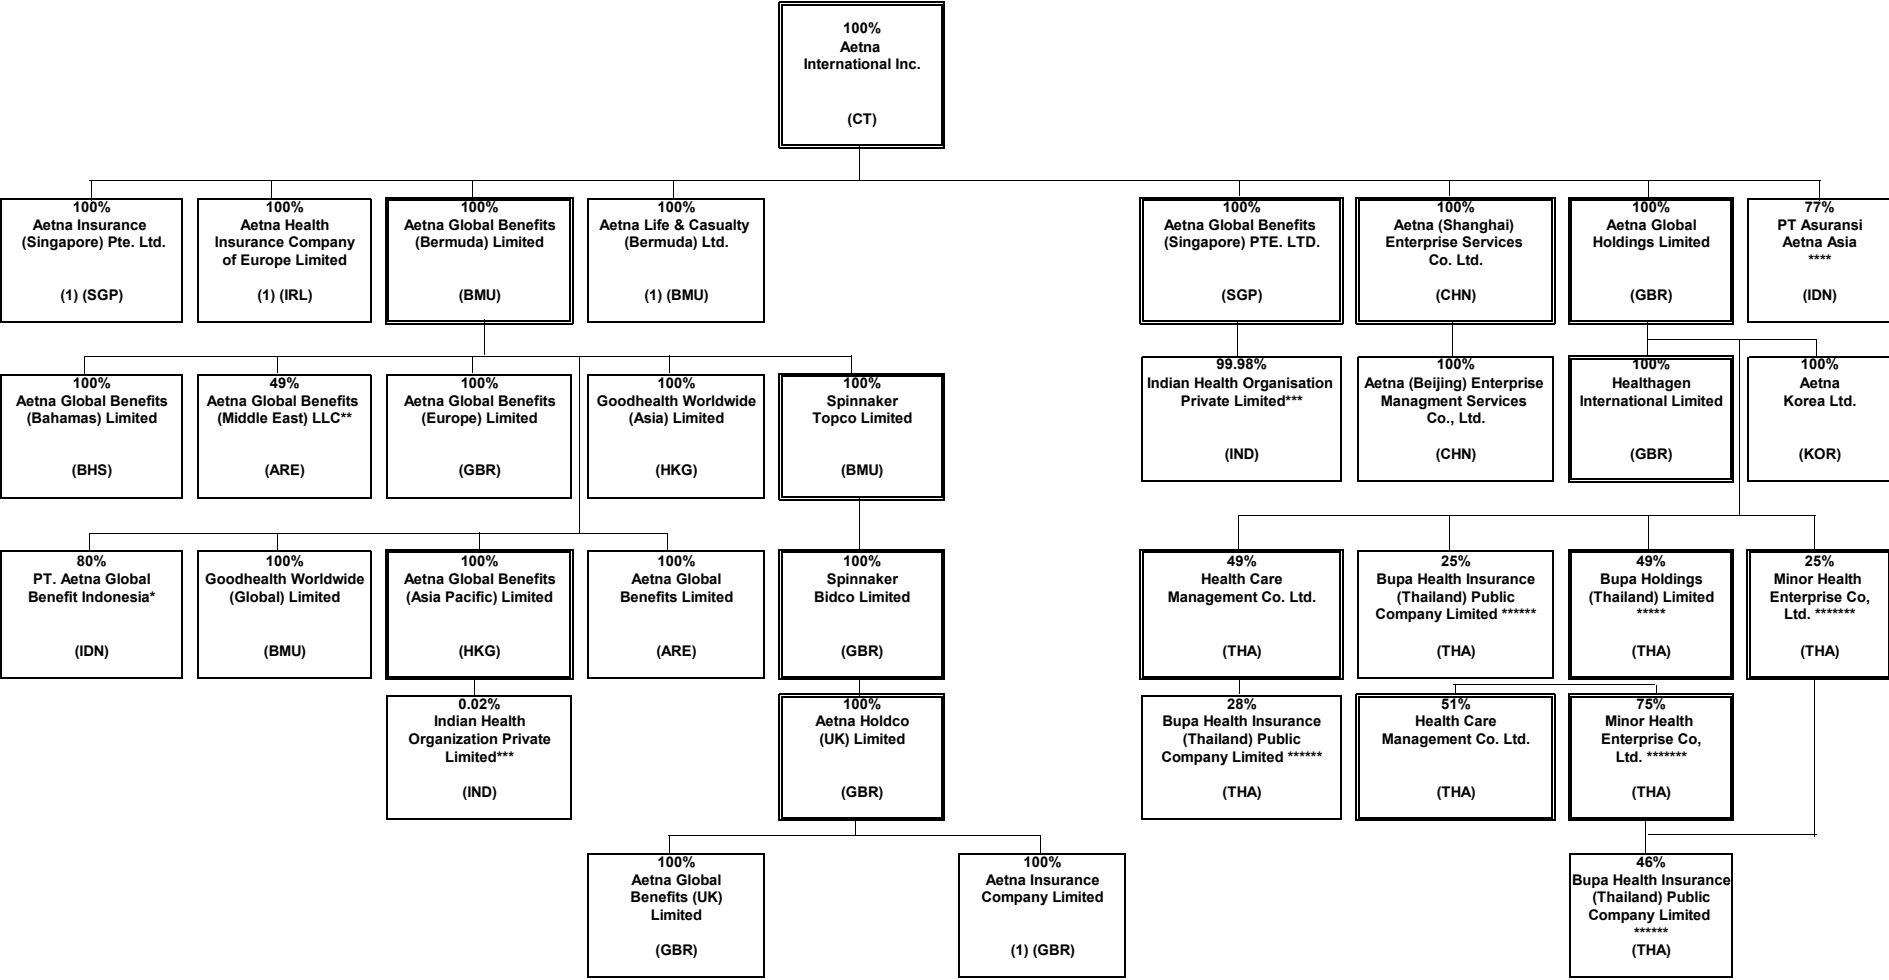 100%
Aetna
International Inc.
(CT)
100%
Aetna Insurance
(Singapore) Pte. Ltd.
(1) (SGP)
100%
Aetna Health
Insurance Company
of Europe Limited
(1) (IRL)
100%
Aetna Global Benefits
(Bermuda) Limited
(BMU)
100%
Aetna Life & Casualty
(Bermuda) Ltd.
(1) (BMU)
100%
Aetna Global Benefits
(Singapore) PTE. LTD.
(SGP)
100%
Aetna (Shanghai)
Enterprise Services
Co. Ltd.
(CHN)
100%
Aetna Global
Holdings Limited
(GBR)
77%
PT Asuransi
Aetna Asia
****
(IDN)
100%
Aetna Global Benefits
(Bahamas) Limited
(BHS)
49%
Aetna Global Benefits
(Middle East) LLC**
(ARE)
100%
Aetna Global Benefits
(Europe) Limited
(GBR)
100%
Goodhealth Worldwide
(Asia) Limited
(HKG)
100%
Spinnaker
Topco Limited
(BMU)
99.98%
Indian Health Organisation
Private Limited***
(IND)
100%
Aetna (Beijing) Enterprise
Managment Services
Co., Ltd.
(CHN)
100%
Healthagen
International Limited
(GBR)
100%
Aetna
Korea Ltd.
(KOR)
80%
PT. Aetna Global
Benefit Indonesia*
(IDN)
100%
Goodhealth Worldwide
(Global) Limited
(BMU)
100%
Aetna Global Benefits
(Asia Pacific) Limited
(HKG)
100%
Aetna Global
Benefits Limited
(ARE)
100%
Spinnaker
Bidco Limited
(GBR)
49%
Health Care
Management Co. Ltd.
(THA)
25%
Bupa Health Insurance
(Thailand) Public
Company Limited ******
(THA)
49%
Bupa Holdings
(Thailand) Limited
*****
(THA)
25%
Minor Health
Enterprise Co,
Ltd. *******
(THA)
0.02%
Indian Health
Organization Private
Limited***
(IND)
100%
Aetna Holdco
(UK) Limited
(GBR)
28%
Bupa Health Insurance
(Thailand) Public
Company Limited ******
(THA)
51%
Health Care
Management Co. Ltd.
(THA)
75%
Minor Health
Enterprise Co,
Ltd. *******
(THA)
100%
Aetna Global
Benefits (UK)
Limited
(GBR)
100%
Aetna Insurance
Company Limited
(1) (GBR)
46%
Bupa Health Insurance
(Thailand) Public
Company Limited
******
(THA)